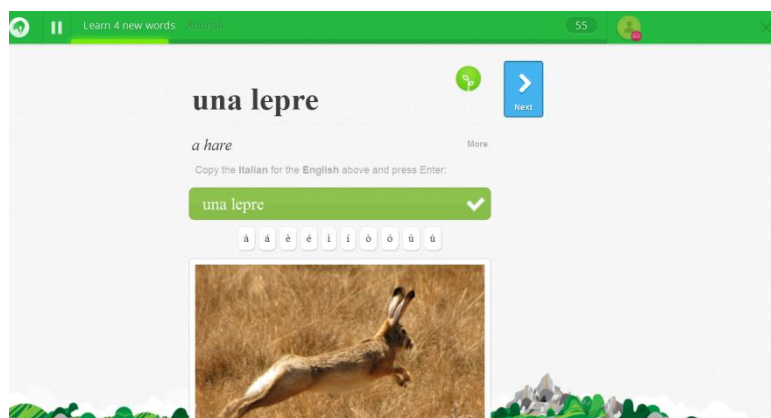 Learn 4 new words Animali 55
una lepre
Next
a hare More
Copy the Italian for the English above and press Enter:
una lepre
à á è é ì í ò ó ù ú